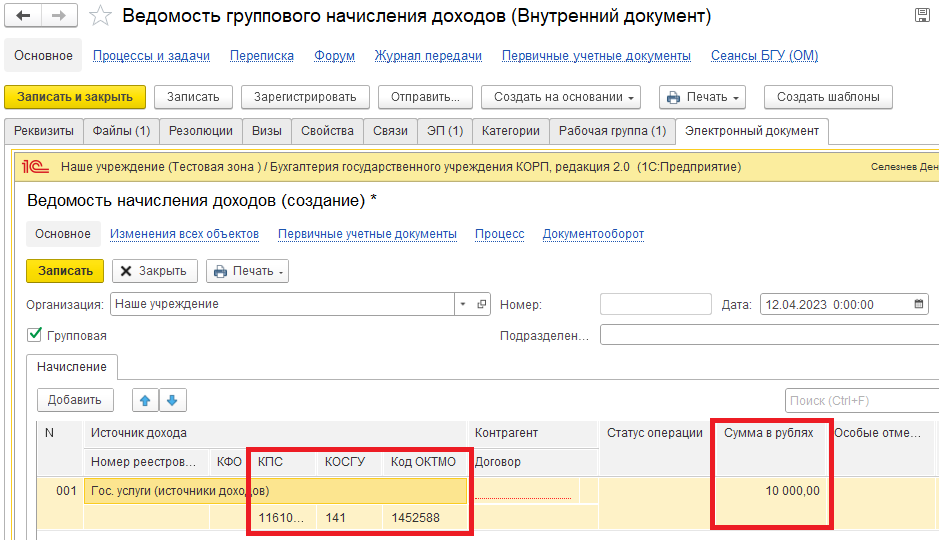 Ведомость группового начисления доходов (Внутренний документ)
Основное Процессы и задачи Переписка Форум Журнал передачи Первичные учетные документы Сеансы БГУ (ОМ)
Записать и закрыть Записать Зарегистрировать Отправить... Создать на основании Печать Создать шаблоны
Реквизиты Файлы (1) Резолюции Визы Свойства Связи ЭП (1) Категории Рабочая группа (1) Электронный документ
1С Наше учреждение (Тестовая зона ) / Бухгалтерия государственного учреждения КОРП, редакция 2.0 (1С:Предприятие) Селезнев Ден
Ведомость начисления доходов (создание) *
Основное Изменения всех объектов Первичные учетные документы Процесс Документооборот
Записать Закрыть Печать
Организация: Наше учреждение Номер: Дата: 12.04.2023 0:00:00
Групповая Подразделен...
Начисление
Добавить Поиск (Ctrl+F)
N Источник дохода Контрагент Статус операции Сумма в рублях Особые отме...
Номер реестров... КФО КПС КОСГУ Код ОКТМО Договор
001 Гос. услуги (источники доходов) 10 000,00
11610... 141 1452588